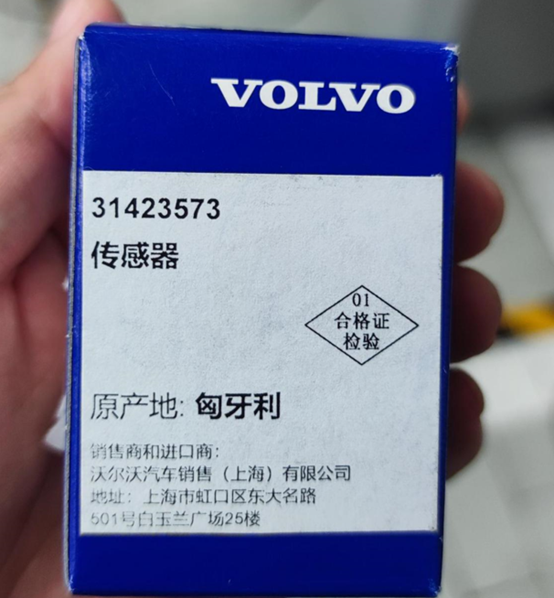 VOLVO
31423573
传感器
01
合格证
检验
原产地: 匈牙利
销售商和进口商:
沃尔沃汽车销售（上海）有限公司
地址: 上海市虹口区东大名路
501号白玉兰广场25楼